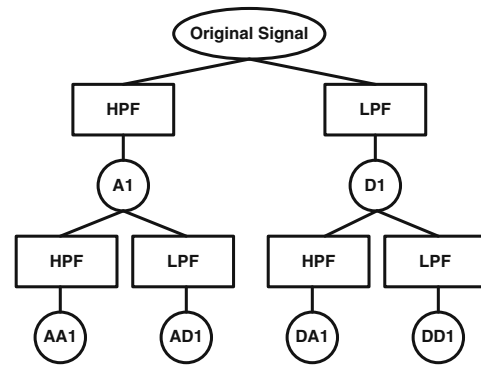 Original Signal
HPF
LPF
A1
D1
HPF
LPF
HPF
LPF
AA1
AD1
DA1
DD1